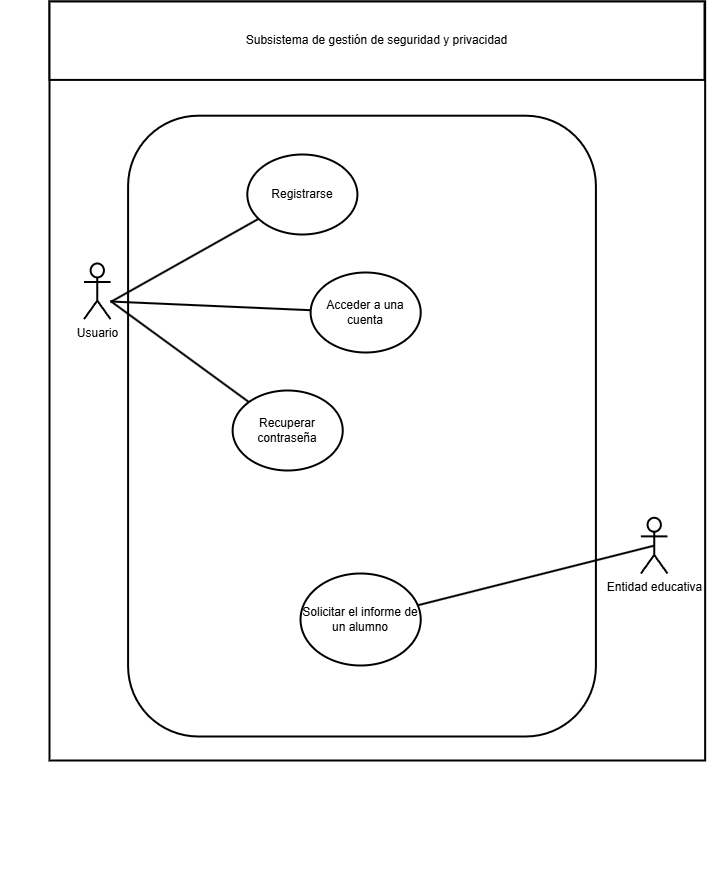 Subsistema de gestión de seguridad y privacidad
Registrarse
Acceder a una
cuenta
Usuario
Recuperar
contraseña
Entidad educativa
Solicitar el informe de
un alumno